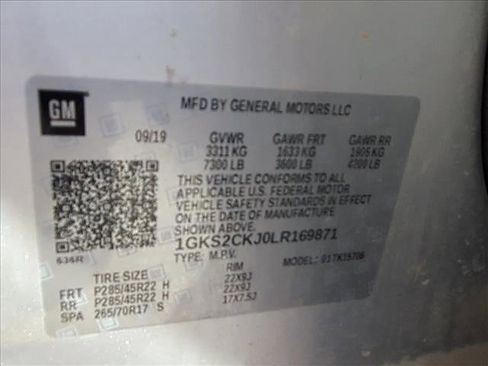 GM
MFD BY GENERAL MOTORS LLC
09/19 GVWR GAWR FRT GAWR RR
3311 KG 1633 KG 1905 KG
7300 LB 3600 LB 4200 LB
THIS VEHICLE CONFORMS TO ALL
APPLICABLE U.S. FEDERAL MOTOR
VEHICLE SAFETY STANDARDS IN EFFECT
ON THE DATE OF MANUFACTURE
SHOWN ABOVE.
1GKS2CKJ0LR169871
TYPE: M.P.V. MODEL:
TIRE SIZE RIM
FRT P285/45R22 H 22X9J
RR P285/45R22 H 22X9J
SPA 265/70R17 S 17X7.5J